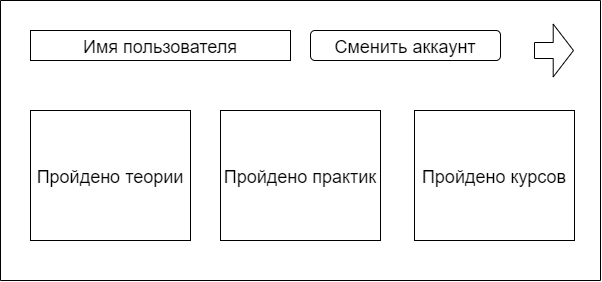 Имя пользователя
Сменить аккаунт
Пройдено теории
Пройдено практик
Пройдено курсов